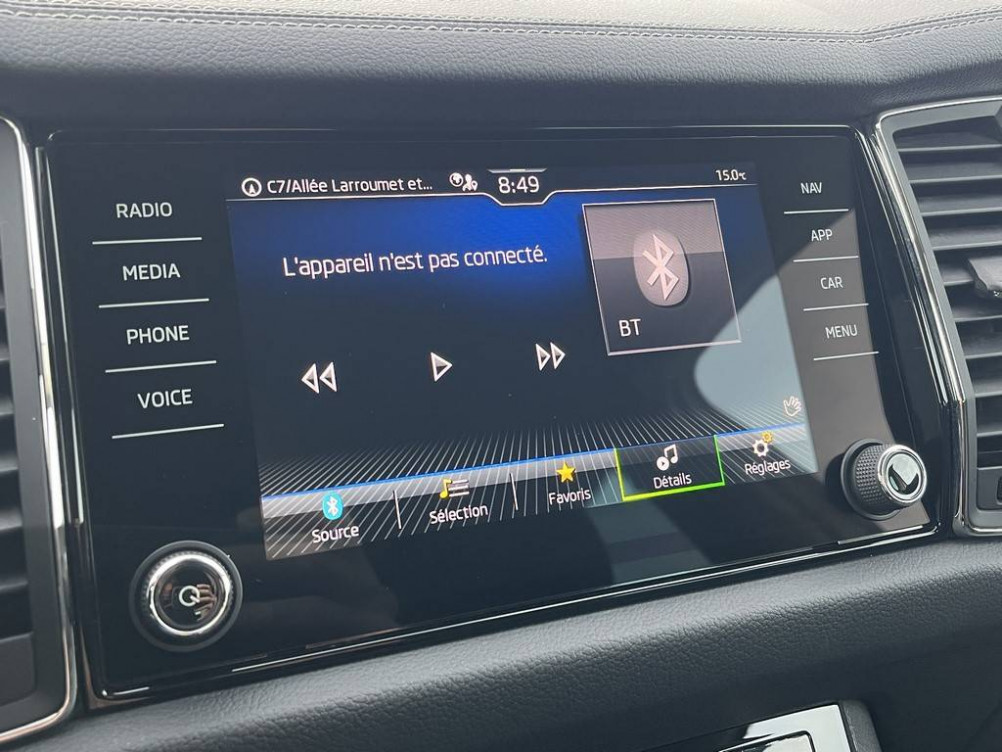 C7/Allée Larroumet et... 8:49 15.0°C
RADIO
MEDIA
PHONE
VOICE
L'appareil n'est pas connecté.
BT
NAV
APP
CAR
MENU
Source
Sélection
Favoris
Détails
Réglages